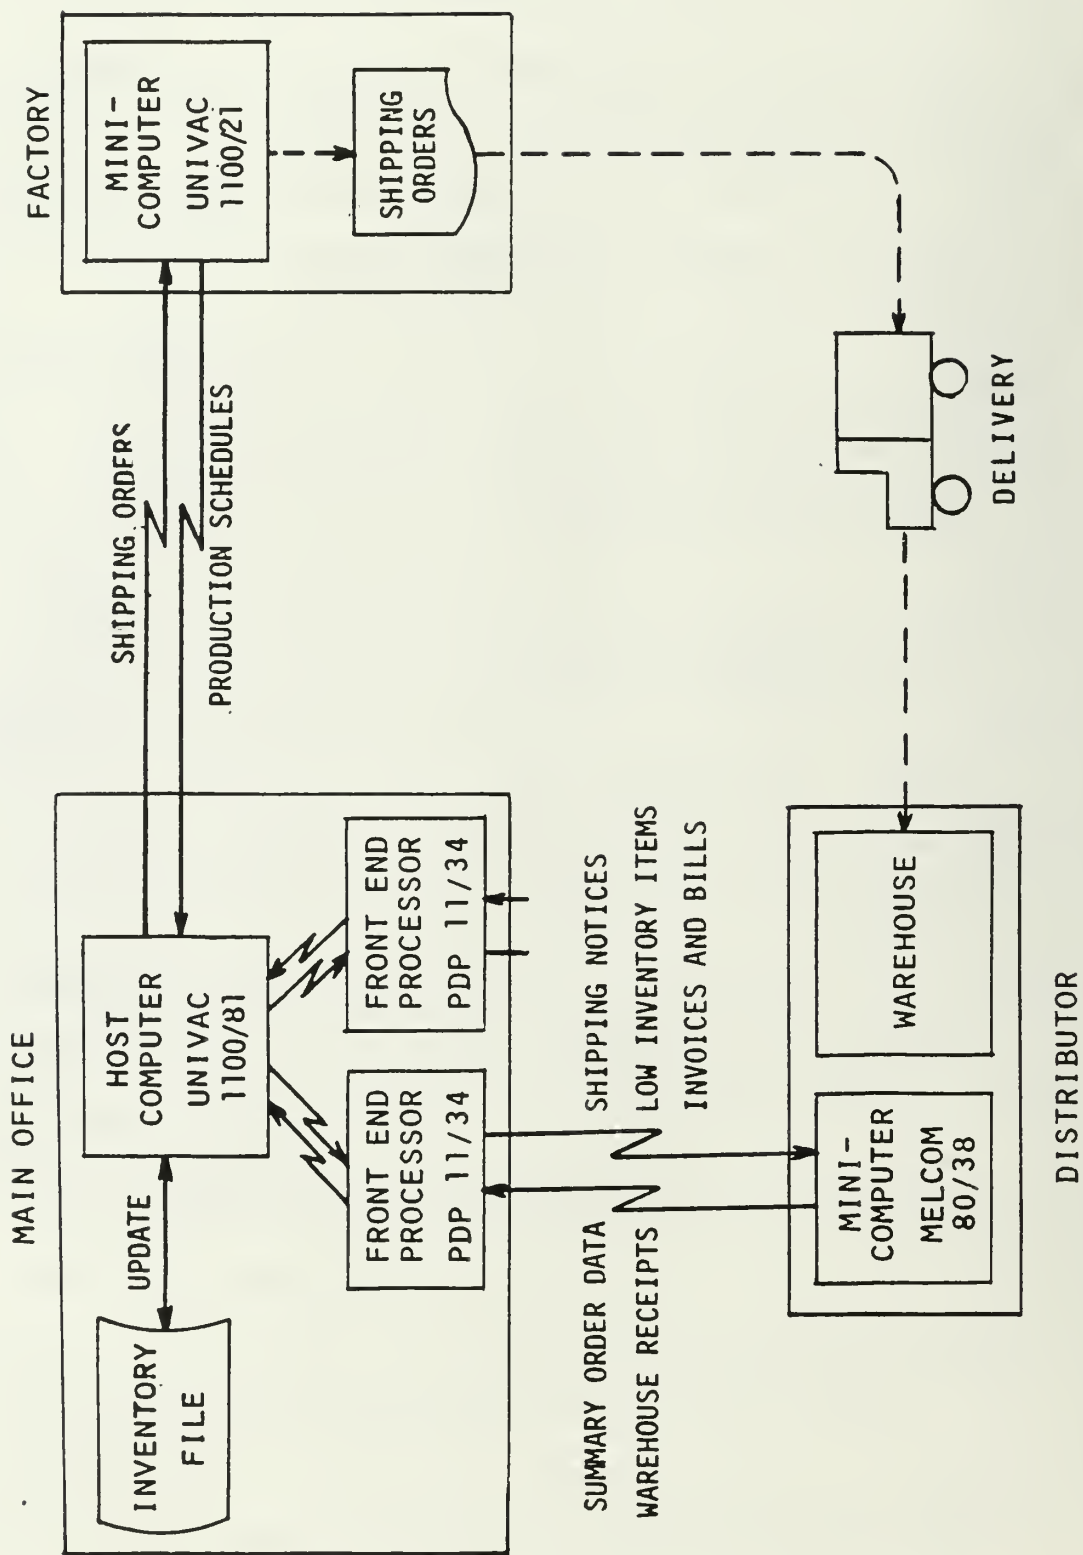 MAIN OFFICE
INVENTORY
FILE
UPDATE
HOST
COMPUTER
UNIVAC
1100/81
FRONT END
PROCESSOR
PDP 11/34
FRONT END
PROCESSOR
PDP 11/34
SHIPPING ORDERS
PRODUCTION SCHEDULES
FACTORY
MINI-
COMPUTER
UNIVAC
1100/21
SHIPPING
ORDERS
SUMMARY ORDER DATA
WAREHOUSE RECEIPTS
SHIPPING NOTICES
LOW INVENTORY ITEMS
INVOICES AND BILLS
MINI-
COMPUTER
MELCOM
80/38
WAREHOUSE
DISTRIBUTOR
DELIVERY